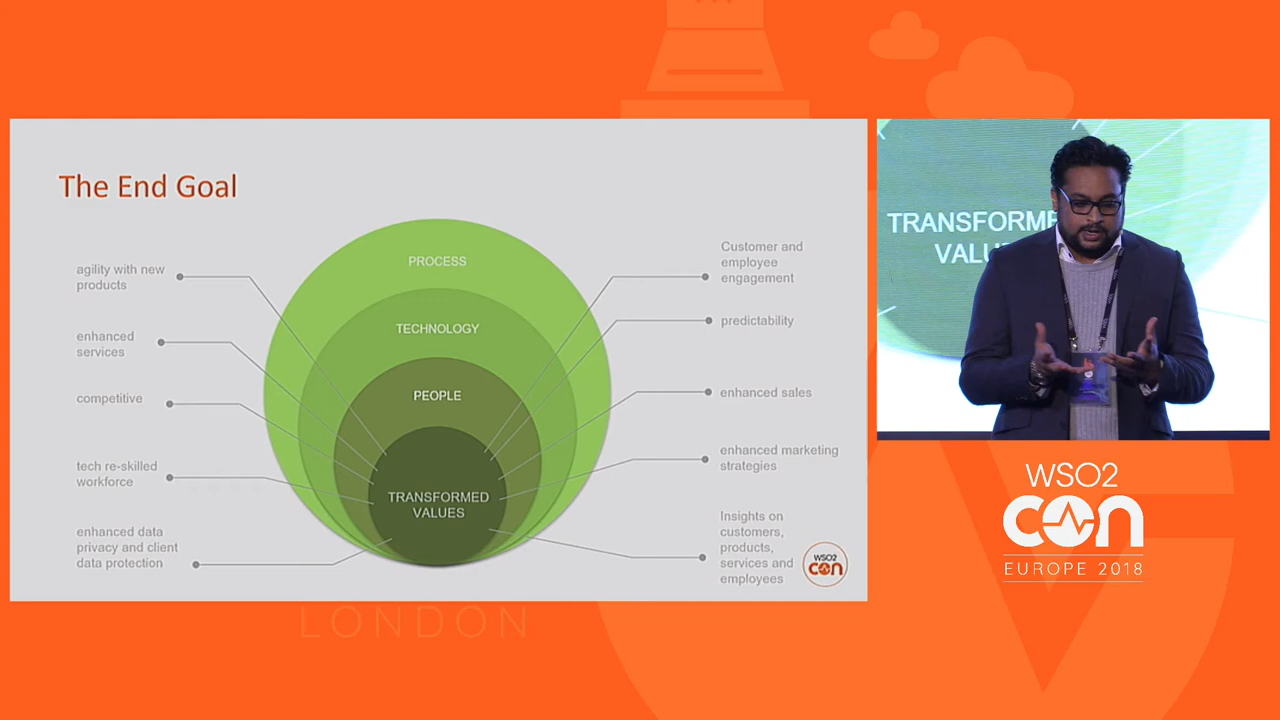 The End Goal
PROCESS
TECHNOLOGY
PEOPLE
TRANSFORMED
VALUES
agility with new
products
enhanced
services
competitive
tech re-skilled
workforce
enhanced data
privacy and client
data protection
Customer and
employee
engagement
predictability
enhanced sales
enhanced marketing
strategies
Insights on
customers,
products,
services and
employees
WSO2
CON
TRANSFORME
VALU
WSO2
CON
EUROPE 2018
LONDON